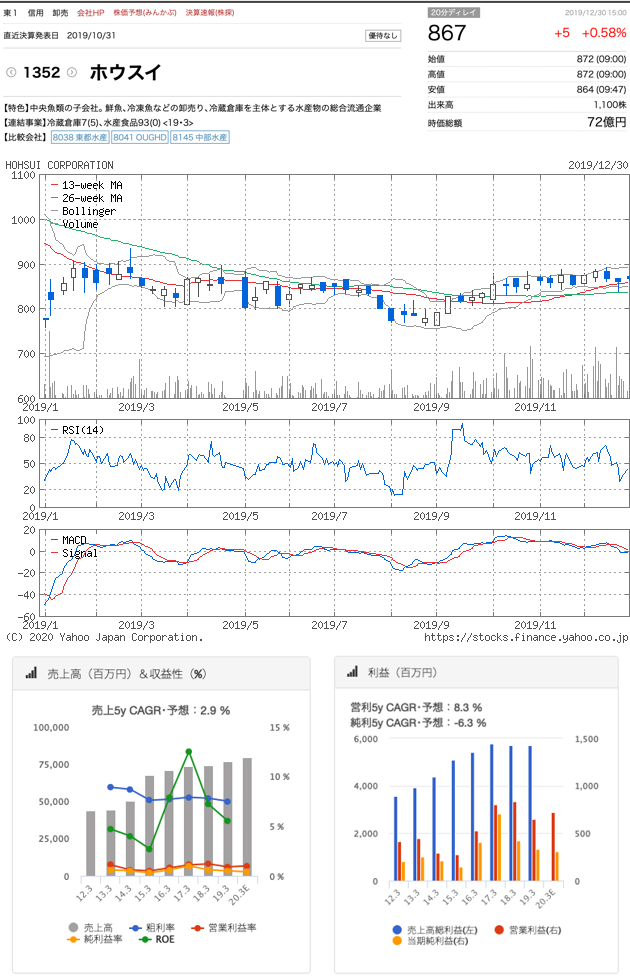 東1 信用 卸売 会社HP 株価予想(みんかぶ) 決算速報(株探)
直近決算発表日 2019/10/31 優待なし
1352 ホウスイ
【特色】中央魚類の子会社。鮮魚、冷凍魚などの卸売り、冷蔵倉庫を主体とする水産物の総合流通企業
【連結事業】冷蔵倉庫7(5)、水産食品93(0) <19・3>
【比較会社】 8038 東都水産 8041 OUGHD 8145 中部水産
20分ディレイ 2019/12/30 15:00
867 +5 +0.58%
始値 872 (09:00)
高値 872 (09:00)
安値 864 (09:47)
出来高 1,100株
時価総額 72億円
HOHSUI CORPORATION 2019/12/30
1100
1000
900
800
700
600
13-week MA
26-week MA
Bollinger
Volume
2019/1 2019/3 2019/5 2019/7 2019/9 2019/11
100
80
50
20
0
RSI(14)
2019/1 2019/3 2019/5 2019/7 2019/9 2019/11
20
0
-20
-40
-60
MACD
Signal
2019/1 2019/3 2019/5 2019/7 2019/9 2019/11
(C) 2020 Yahoo Japan Corporation. https://stocks.finance.yahoo.co.jp
売上高（百万円）＆収益性（%）
売上5y CAGR・予想：2.9 %
100,000
75,000
50,000
25,000
0
15 %
10 %
5 %
0 %
12.3 13.3 14.3 15.3 16.3 17.3 18.3 19.3 20.3E
売上高 粗利率 営業利益率
純利益率 ROE
利益（百万円）
営利5y CAGR・予想：8.3 %
純利5y CAGR・予想：-6.3 %
6,000
4,000
2,000
0
1,500
1,000
500
0
12.3 13.3 14.3 15.3 16.3 17.3 18.3 19.3 20.3E
売上高総利益(左) 営業利益(右)
当期純利益(右)